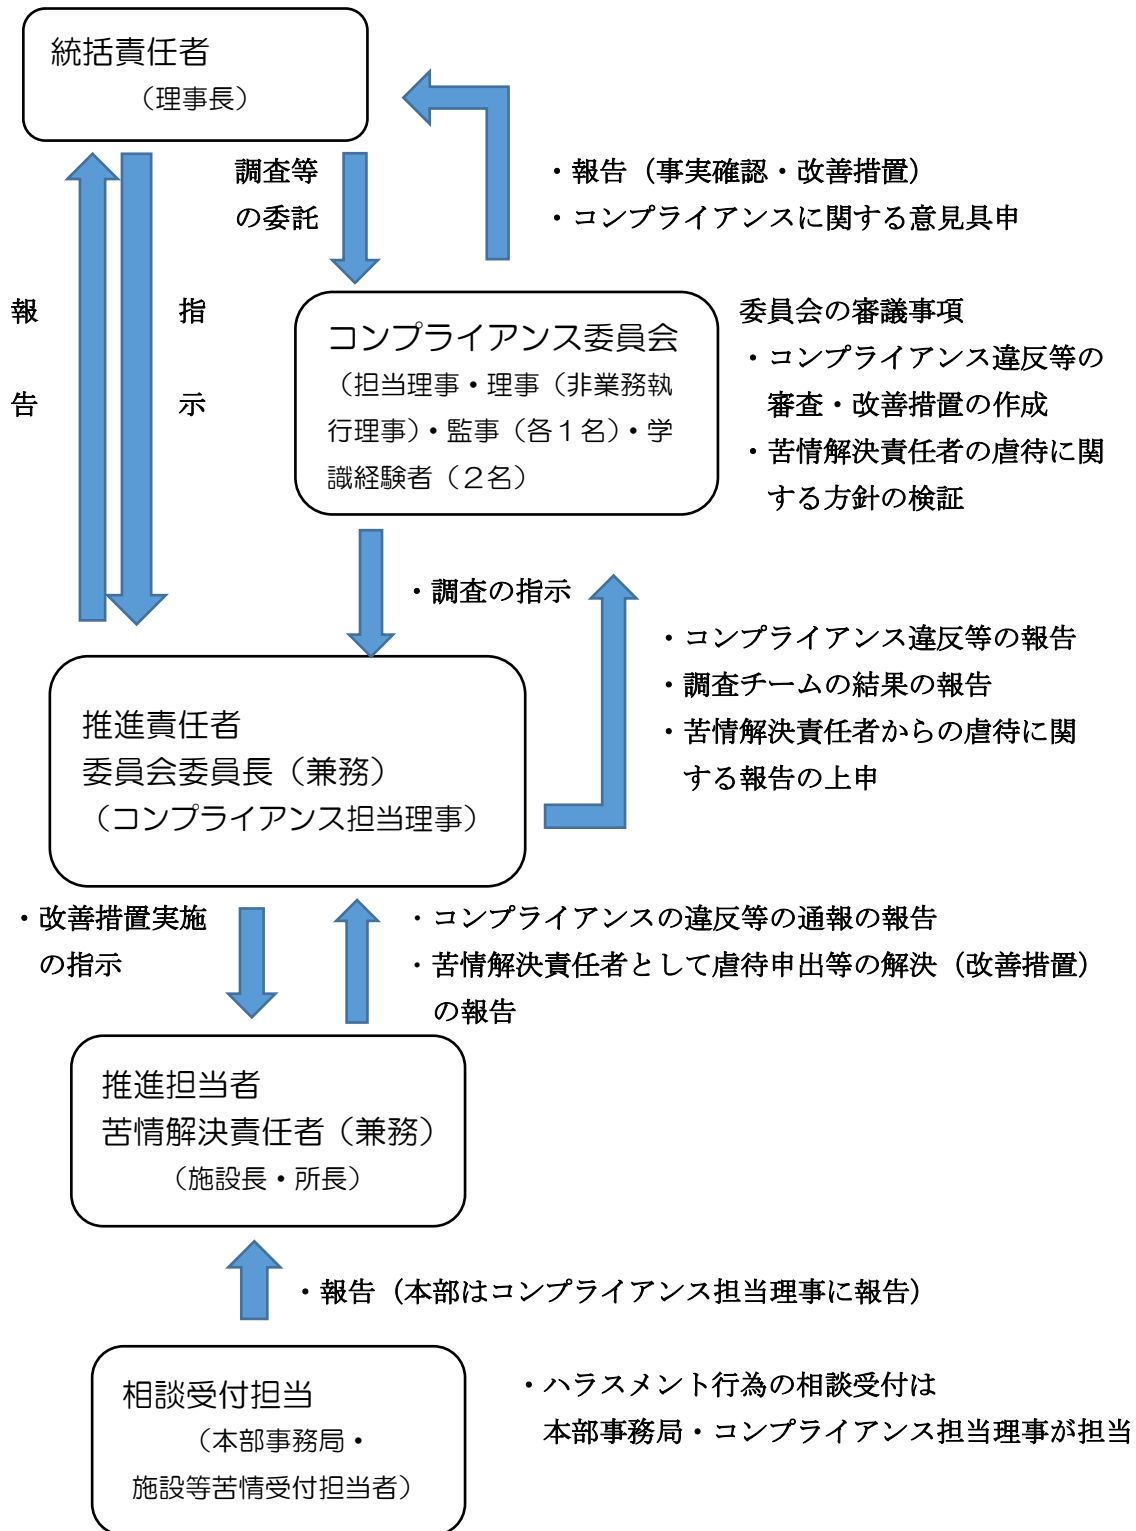 統括責任者
（理事長）
調査等
の委託
・報告（事実確認・改善措置）
・コンプライアンスに関する意見具申
報告
指示
コンプライアンス委員会
（担当理事・理事（非業務執
行理事）・監事（各１名）・学
識経験者（２名）
委員会の審議事項
・コンプライアンス違反等の
審査・改善措置の作成
・苦情解決責任者の虐待に関
する方針の検証
・調査の指示
・コンプライアンス違反等の報告
・調査チームの結果の報告
・苦情解決責任者からの虐待に関
する報告の上申
推進責任者
委員会委員長（兼務）
（コンプライアンス担当理事）
・改善措置実施
の指示
・コンプライアンスの違反等の通報の報告
・苦情解決責任者として虐待申出等の解決（改善措置）
の報告
推進担当者
苦情解決責任者（兼務）
（施設長・所長）
・報告（本部はコンプライアンス担当理事に報告）
相談受付担当
（本部事務局・
施設等苦情受付担当者）
・ハラスメント行為の相談受付は
本部事務局・コンプライアンス担当理事が担当